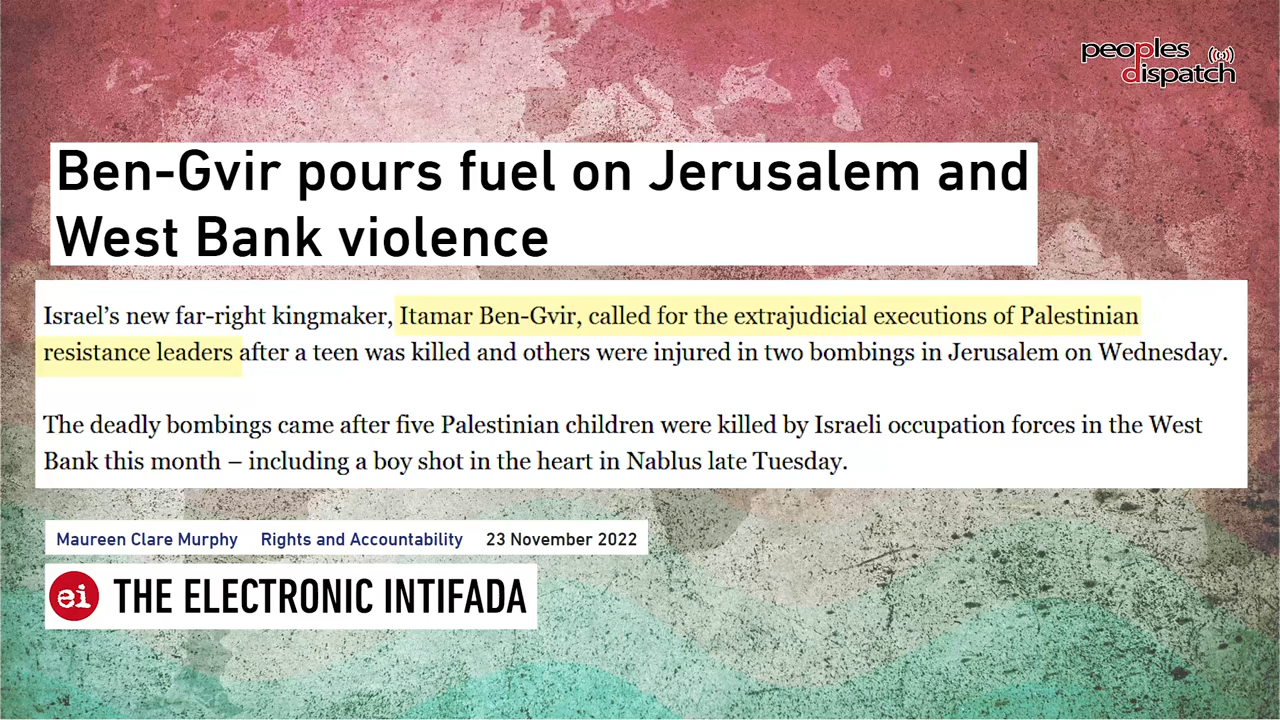 peoples
dispatch
Ben-Gvir pours fuel on Jerusalem and
West Bank violence
Israel’s new far-right kingmaker, Itamar Ben-Gvir, called for the extrajudicial executions of Palestinian
resistance leaders after a teen was killed and others were injured in two bombings in Jerusalem on Wednesday.
The deadly bombings came after five Palestinian children were killed by Israeli occupation forces in the West
Bank this month – including a boy shot in the heart in Nablus late Tuesday.
Maureen Clare Murphy Rights and Accountability 23 November 2022
ei THE ELECTRONIC INTIFADA